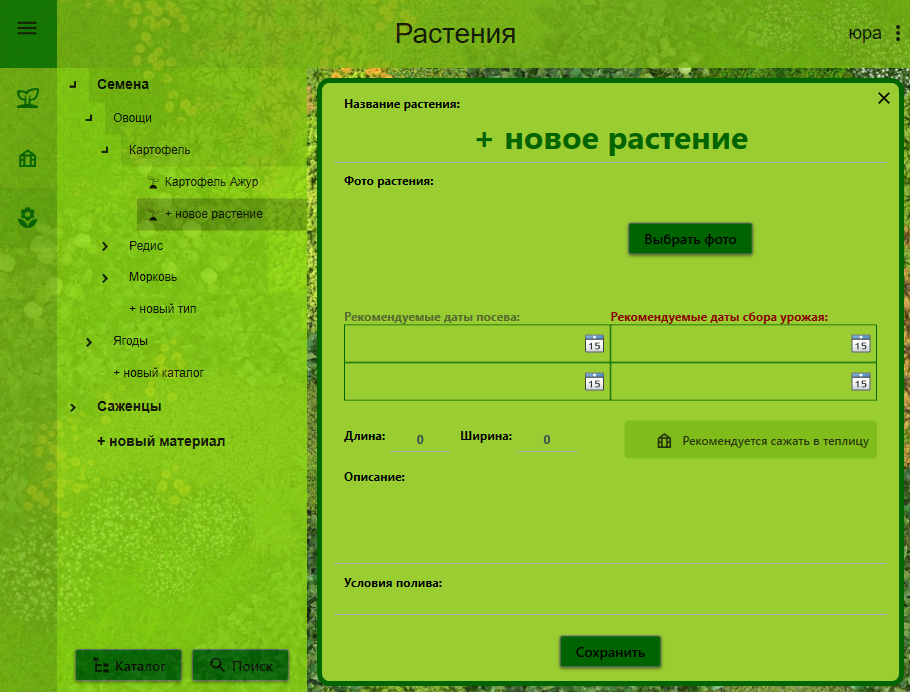 Растения
юра
Семена
Овощи
Картофель
Картофель Ажур
+ новое растение
Редис
Морковь
+ новый тип
Ягоды
+ новый каталог
Саженцы
+ новый материал
Каталог
Поиск
Название растения:
+ новое растение
Фото растения:
Выбрать фото
Рекомендуемые даты посева:
Рекомендуемые даты сбора урожая:
15
15
15
15
Длина:
0
Ширина:
0
Рекомендуется сажать в теплицу
Описание:
Условия полива:
Сохранить